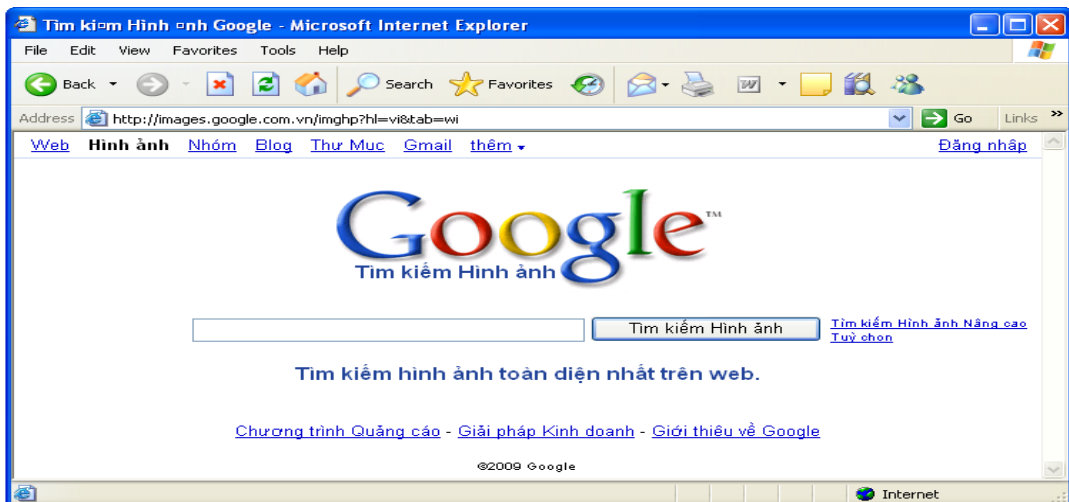 Tìm ki¤m Hình ¤nh Google - Microsoft Internet Explorer
File Edit View Favorites Tools Help
Back Search Favorites
Address http://images.google.com.vn/imghp?hl=vi&tab=wi Go Links »
Web Hình ảnh Nhóm Blog Thư Mục Gmail thêm Đăng nhập
Google™
Tìm kiếm Hình ảnh
Tìm kiếm Hình ảnh Tìm kiếm Hình ảnh Nâng cao
Tuỳ chọn
Tìm kiếm hình ảnh toàn diện nhất trên web.
Chương trình Quảng cáo - Giải pháp Kinh doanh - Giới thiệu về Google
©2009 Google
Internet